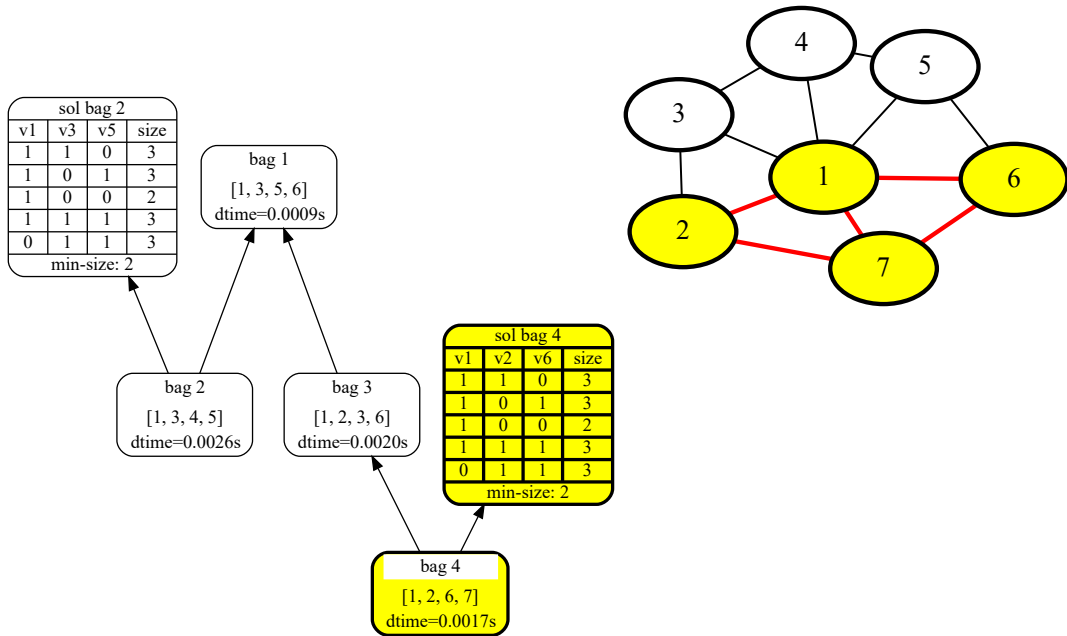 sol bag 2
v1 v3 v5 size
1 1 0 3
1 0 1 3
1 0 0 2
1 1 1 3
0 1 1 3
min-size: 2
bag 1
[1, 3, 5, 6]
dtime=0.0009s
4
5
3
1
6
2
7
bag 2
[1, 3, 4, 5]
dtime=0.0026s
bag 3
[1, 2, 3, 6]
dtime=0.0020s
sol bag 4
v1 v2 v6 size
1 1 0 3
1 0 1 3
1 0 0 2
1 1 1 3
0 1 1 3
min-size: 2
bag 4
[1, 2, 6, 7]
dtime=0.0017s